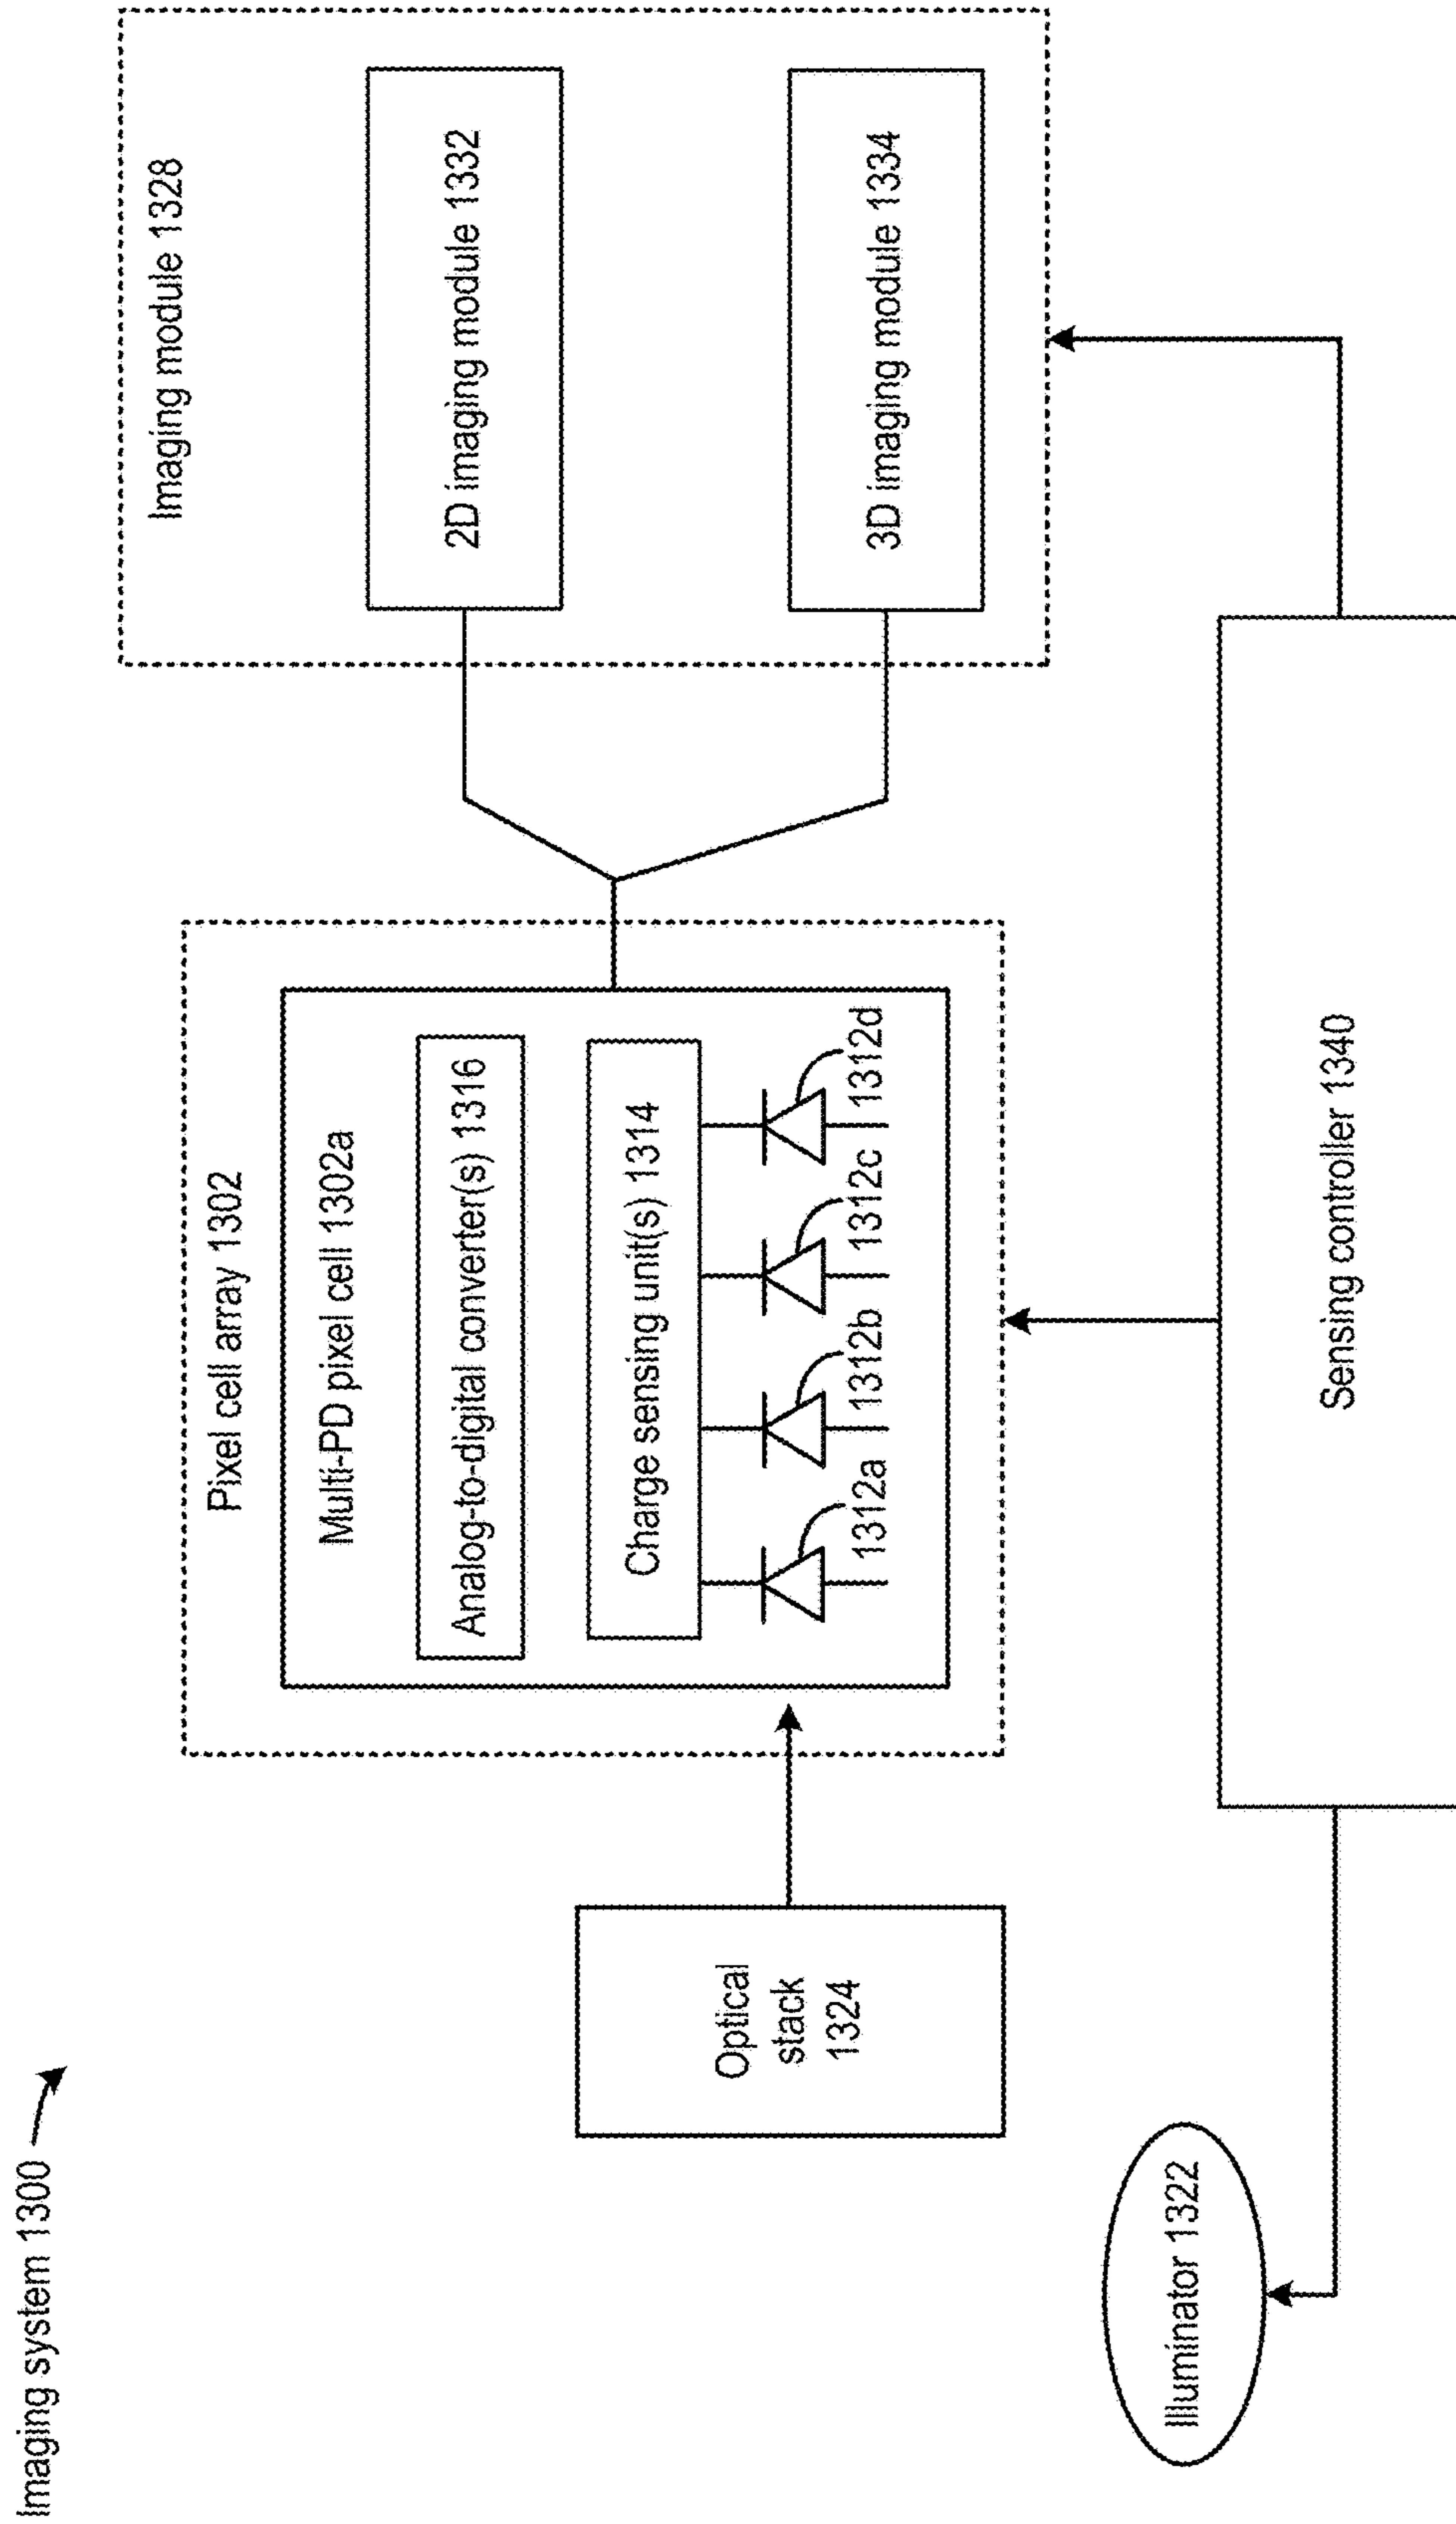 Imaging system 1300
Imaging module 1328
2D imaging module 1332
3D imaging module 1334
Pixel cell array 1302
Multi-PD pixel cell 1302a
Analog-to-digital converter(s) 1316
Charge sensing unit(s) 1314
1312a
1312b
1312c
1312d
Optical
stack
1324
Illuminator 1322
Sensing controller 1340